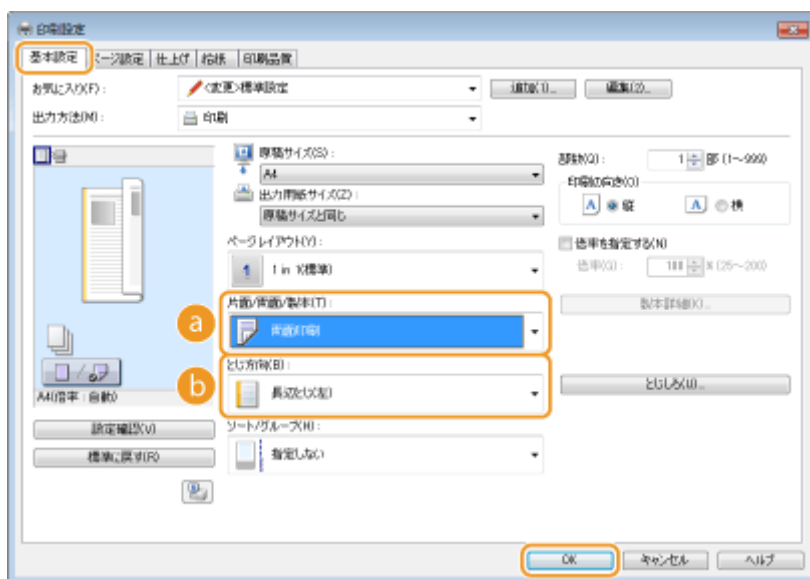 印刷設定
基本設定
ページ設定
仕上げ
給紙
印刷品質
お気に入り(F):
<変更>標準設定
追加(1)...
編集(2)...
出力方法(M):
印刷
原稿サイズ(S):
A4
出力用紙サイズ(Z):
原稿サイズと同じ
部数(Q):
1 部 (1~999)
印刷の向き(O)
A 縦
A 横
ページレイアウト(Y):
1 1 in 1(標準)
倍率を指定する(N)
倍率(G): 100 % (25~200)
a
片面/両面/製本(T):
両面印刷
製本詳細(K)...
b
とじ方向(B):
長辺とじ(左)
とじしろ(U)...
A4(倍率:自動)
設定確認(V)
標準に戻す(R)
ソート/グループ(H):
指定しない
OK
キャンセル
ヘルプ